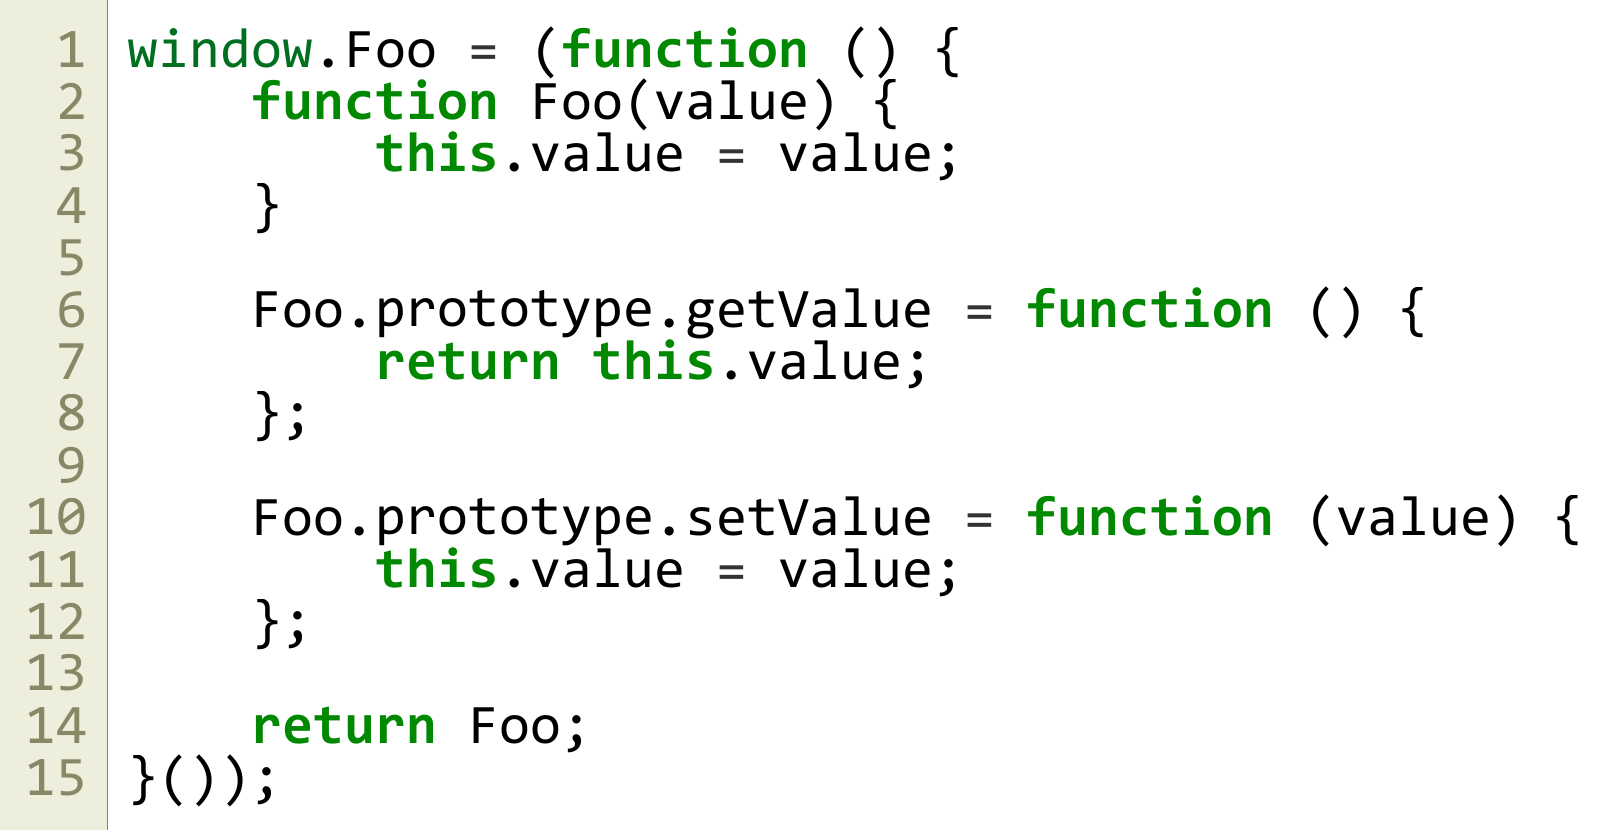 1 window.Foo = (function () {
2     function Foo(value) {
3         this.value = value;
4     }
5
6     Foo.prototype.getValue = function () {
7         return this.value;
8     };
9
10     Foo.prototype.setValue = function (value) {
11         this.value = value;
12     };
13
14     return Foo;
15 }());